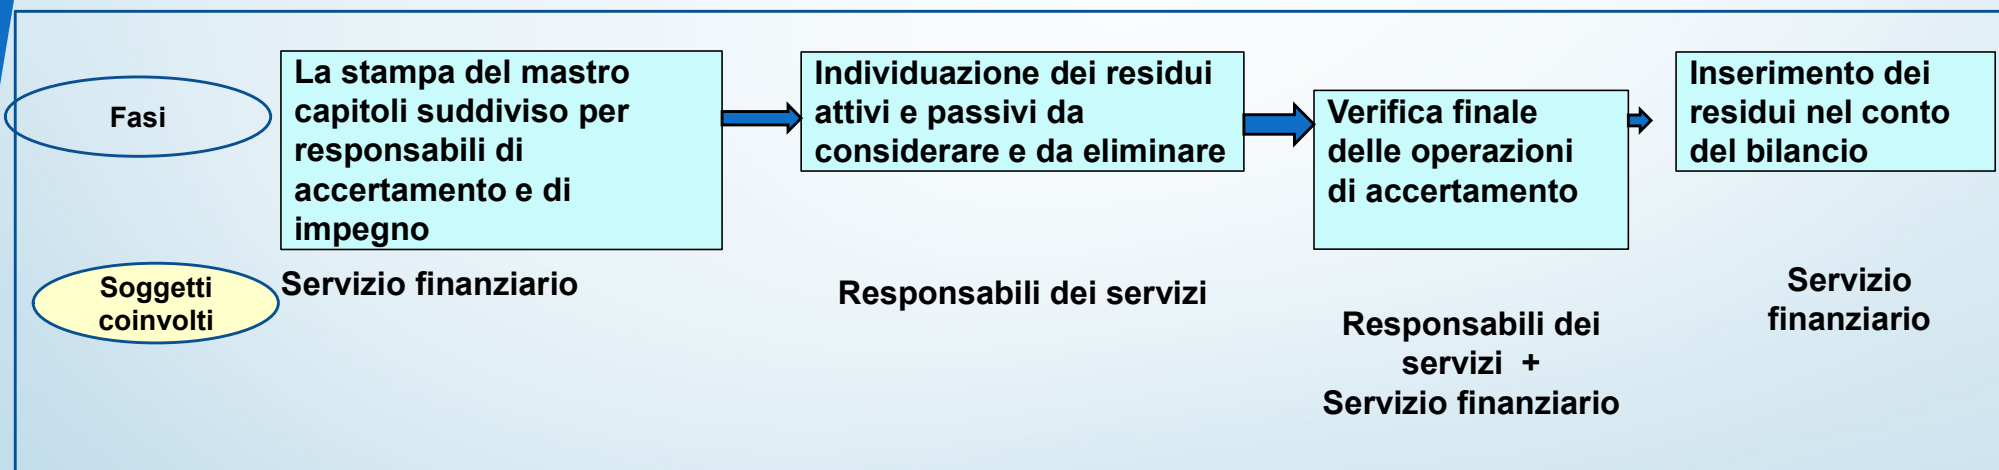 Fasi
La stampa del mastro
capitoli suddiviso per
responsabili di
accertamento e di
impegno
Individuazione dei residui
attivi e passivi da
considerare e da eliminare
Verifica finale
delle operazioni
di accertamento
Inserimento dei
residui nel conto
del bilancio
Soggetti
coinvolti
Servizio finanziario
Responsabili dei servizi
Responsabili dei
servizi +
Servizio finanziario
Servizio
finanziario